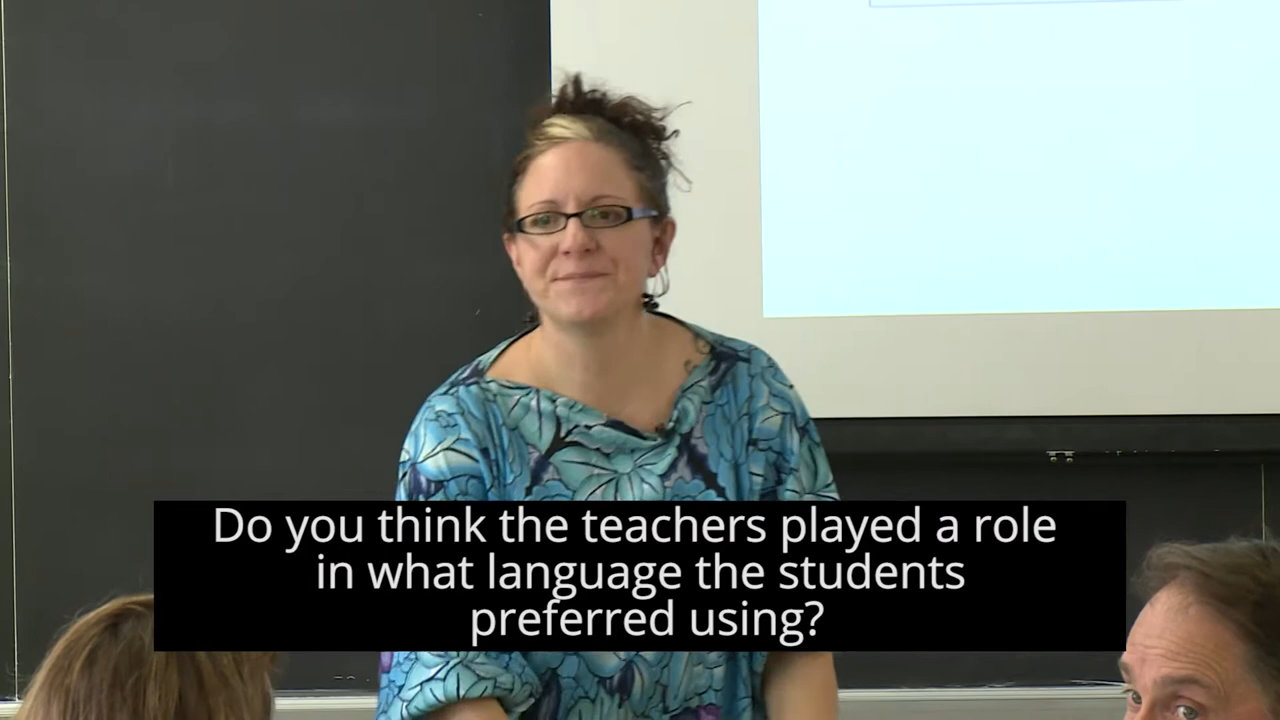 Do you think the teachers played a role
in what language the students
preferred using?